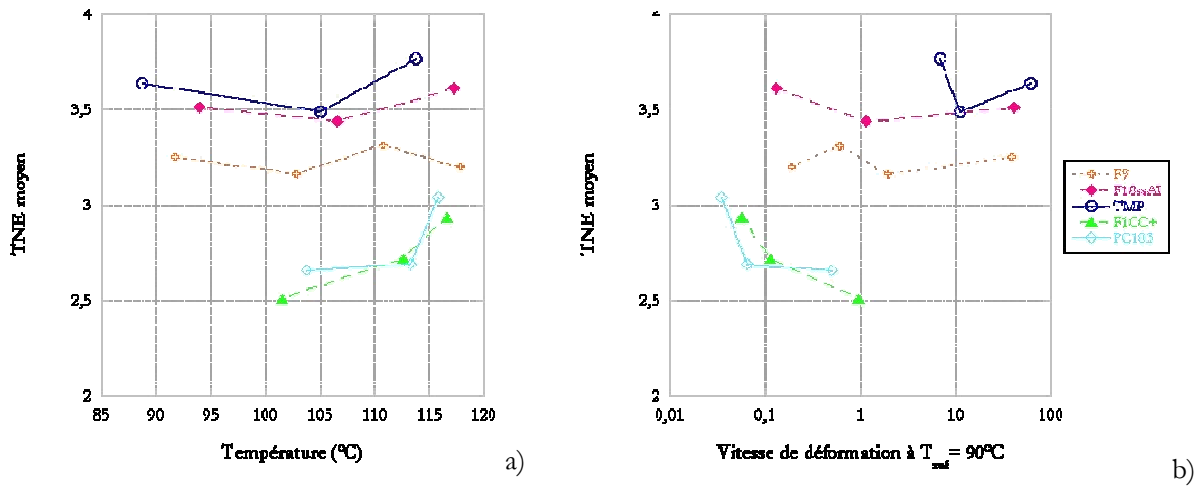 4
3,5
3
2,5
2
TNE moyen
85 90 95 100 105 110 115 120
Température (°C)
a)
3,5
3
2,5
2
TNE moyen
0,01 0,1 1 10 100
Vitesse de déformation à T = 90°C
b)
F9
TMP
F1CC+